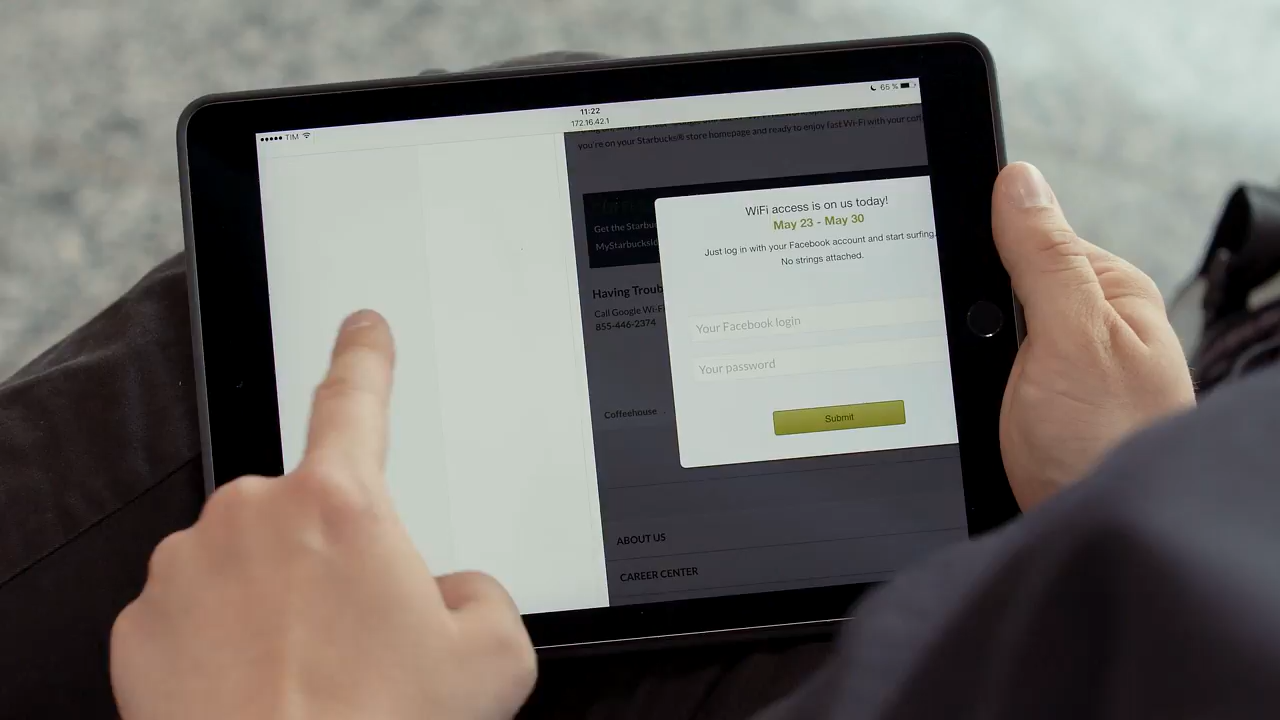 TIM
11:22
66 %
172.16.42.1
you're on your Starbucks® store homepage and ready to enjoy fast Wi-Fi with your
Get the Starbu
MyStarbucksid
Having Troub
Call Google Wi-F
855-446-2374
Coffeehouse
ABOUT US
CAREER CENTER
WiFi access is on us today!
May 23 - May 30
Just log in with your Facebook account and start surfing.
No strings attached.
Your Facebook login
Your password
Submit